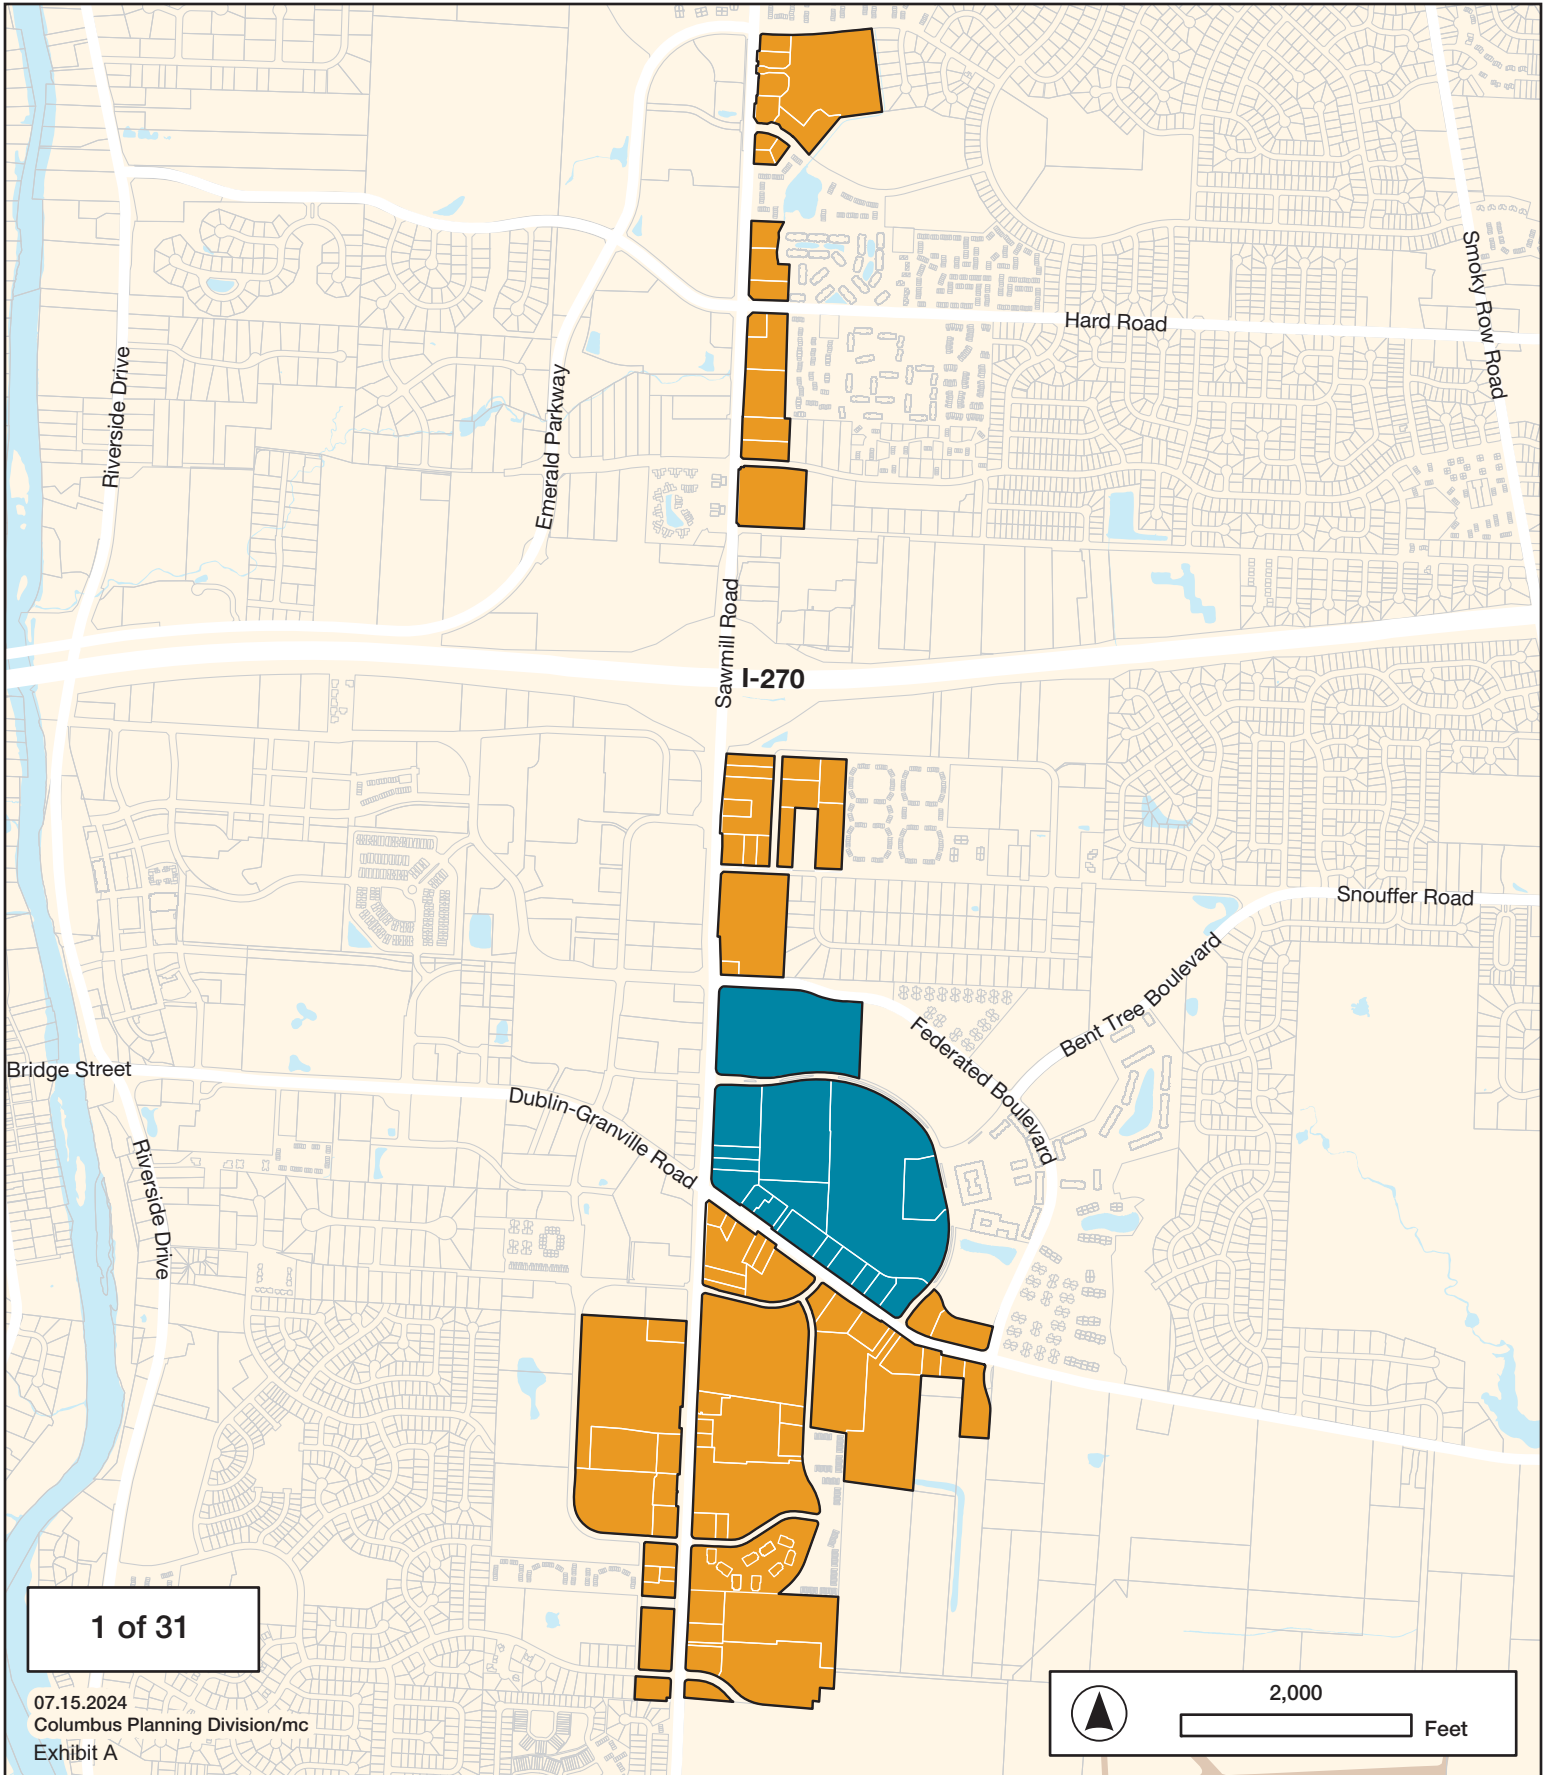 Smoky Row Road
Hard Road
Riverside Drive
Emerald Parkway
Sawmill Road
I-270
Snouffer Road
Bent Tree Boulevard
Federated Boulevard
Bridge Street
Dublin-Granville Road
Riverside Drive
1 of 31
07.15.2024
Columbus Planning Division/mc
Exhibit A
2,000
Feet